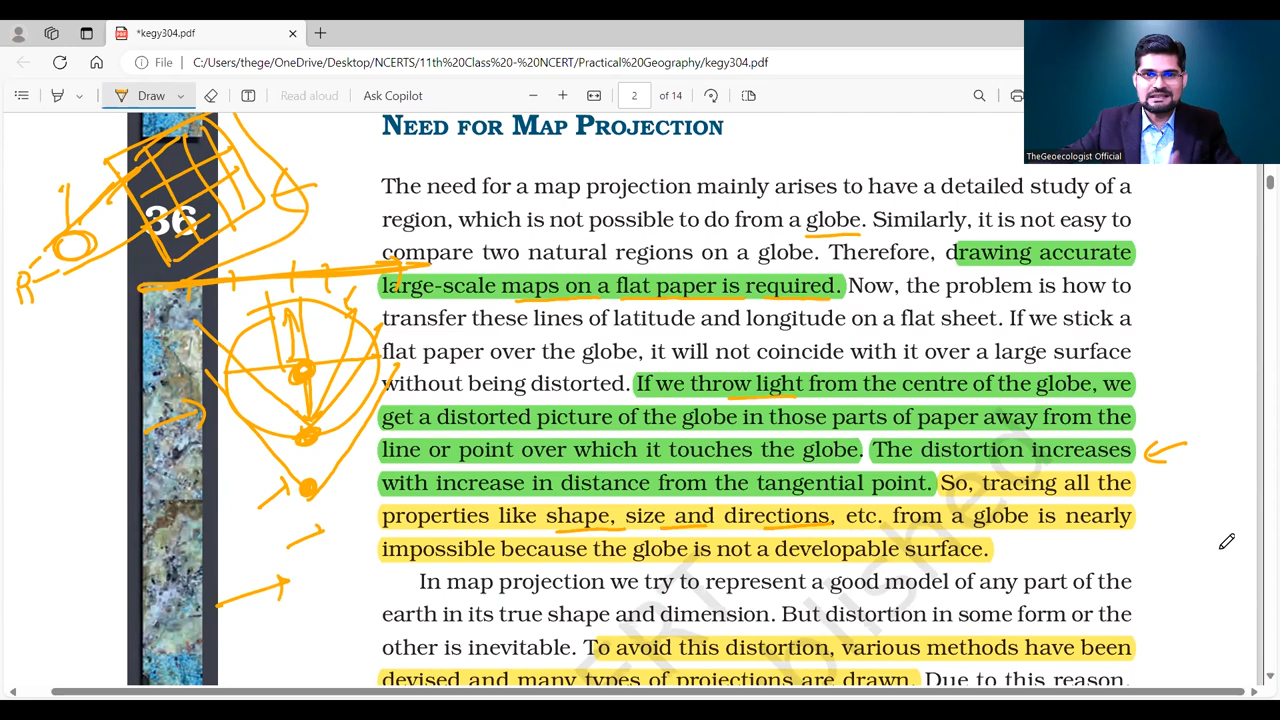 *kegy304.pdf
File
C:/Users/thege/OneDrive/Desktop/NCERTS/11th%20Class%20-%20NCERT/Practical%20Geography/kegy304.pdf
Draw
Read aloud
Ask Copilot
2
of 14
TheGeoecologist Official
NEED FOR MAP PROJECTION
36
The need for a map projection mainly arises to have a detailed study of a
region, which is not possible to do from a globe. Similarly, it is not easy to
compare two natural regions on a globe. Therefore, drawing accurate
large-scale maps on a flat paper is required. Now, the problem is how to
transfer these lines of latitude and longitude on a flat sheet. If we stick a
flat paper over the globe, it will not coincide with it over a large surface
without being distorted. If we throw light from the centre of the globe, we
get a distorted picture of the globe in those parts of paper away from the
line or point over which it touches the globe. The distortion increases
with increase in distance from the tangential point. So, tracing all the
properties like shape, size and directions, etc. from a globe is nearly
impossible because the globe is not a developable surface.
In map projection we try to represent a good model of any part of the
earth in its true shape and dimension. But distortion in some form or the
other is inevitable. To avoid this distortion, various methods have been
devised and many types of projections are drawn. Due to this reason,